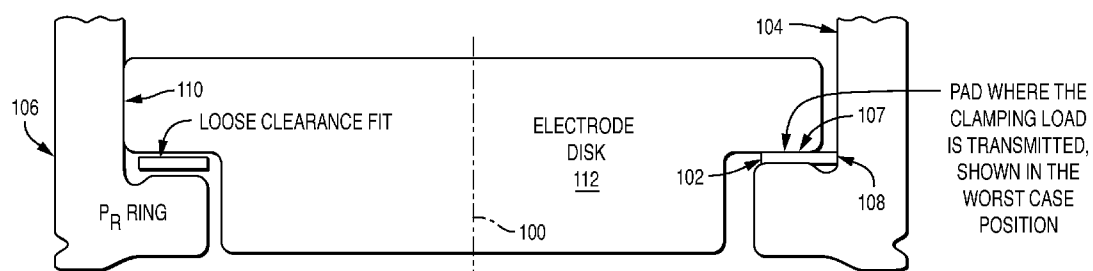 104
110
106
LOOSE CLEARANCE FIT
ELECTRODE
DISK
112
107
102
108
PAD WHERE THE
CLAMPING LOAD
IS TRANSMITTED,
SHOWN IN THE
WORST CASE
POSITION
PR RING
100